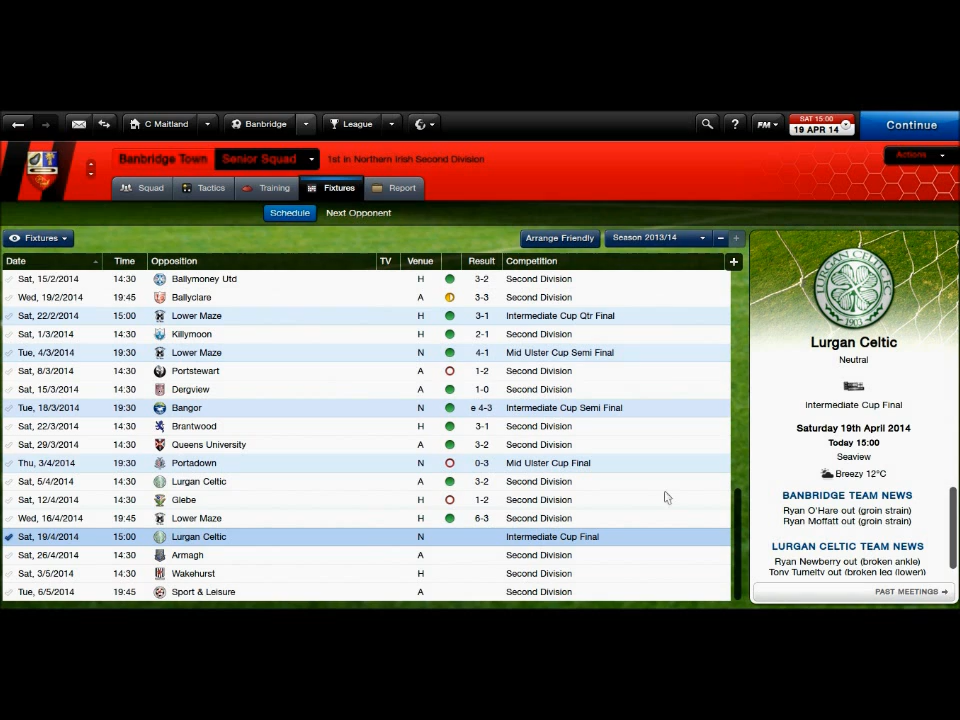 C Maitland Banbridge League ? FM SAT 15:00 19 APR 14 Continue
Banbridge Town Senior Squad 1st in Northern Irish Second Division Actions
Squad Tactics Training Fixtures Report
Schedule Next Opponent
Fixtures Arrange Friendly Season 2013/14 - +
Date Time Opposition TV Venue Result Competition +
Sat, 15/2/2014 14:30 Ballymoney Utd H 3-2 Second Division
Wed, 19/2/2014 19:45 Ballyclare A 3-3 Second Division
Sat, 22/2/2014 15:00 Lower Maze H 3-1 Intermediate Cup Qtr Final
Sat, 1/3/2014 14:30 Killymoon H 2-1 Second Division
Tue, 4/3/2014 19:30 Lower Maze N 4-1 Mid Ulster Cup Semi Final
Sat, 8/3/2014 14:30 Portstewart A 1-2 Second Division
Sat, 15/3/2014 14:30 Dergview A 1-0 Second Division
Tue, 18/3/2014 19:30 Bangor N e 4-3 Intermediate Cup Semi Final
Sat, 22/3/2014 14:30 Brantwood H 3-1 Second Division
Sat, 29/3/2014 14:30 Queens University A 3-2 Second Division
Thu, 3/4/2014 19:30 Portadown N 0-3 Mid Ulster Cup Final
Sat, 5/4/2014 14:30 Lurgan Celtic A 3-2 Second Division
Sat, 12/4/2014 14:30 Glebe H 1-2 Second Division
Wed, 16/4/2014 19:45 Lower Maze H 6-3 Second Division
Sat, 19/4/2014 15:00 Lurgan Celtic N Intermediate Cup Final
Sat, 26/4/2014 14:30 Armagh A Second Division
Sat, 3/5/2014 14:30 Wakehurst H Second Division
Tue, 6/5/2014 19:45 Sport & Leisure A Second Division
LURGAN CELTIC FC
1903
Lurgan Celtic
Neutral
Intermediate Cup Final
Saturday 19th April 2014
Today 15:00
Seaview
Breezy 12°C
BANBRIDGE TEAM NEWS
Ryan O'Hare out (groin strain)
Ryan Moffatt out (groin strain)
LURGAN CELTIC TEAM NEWS
Ryan Newberry out (broken ankle)
Tony Tumelty out (broken leg (lower))
PAST MEETINGS